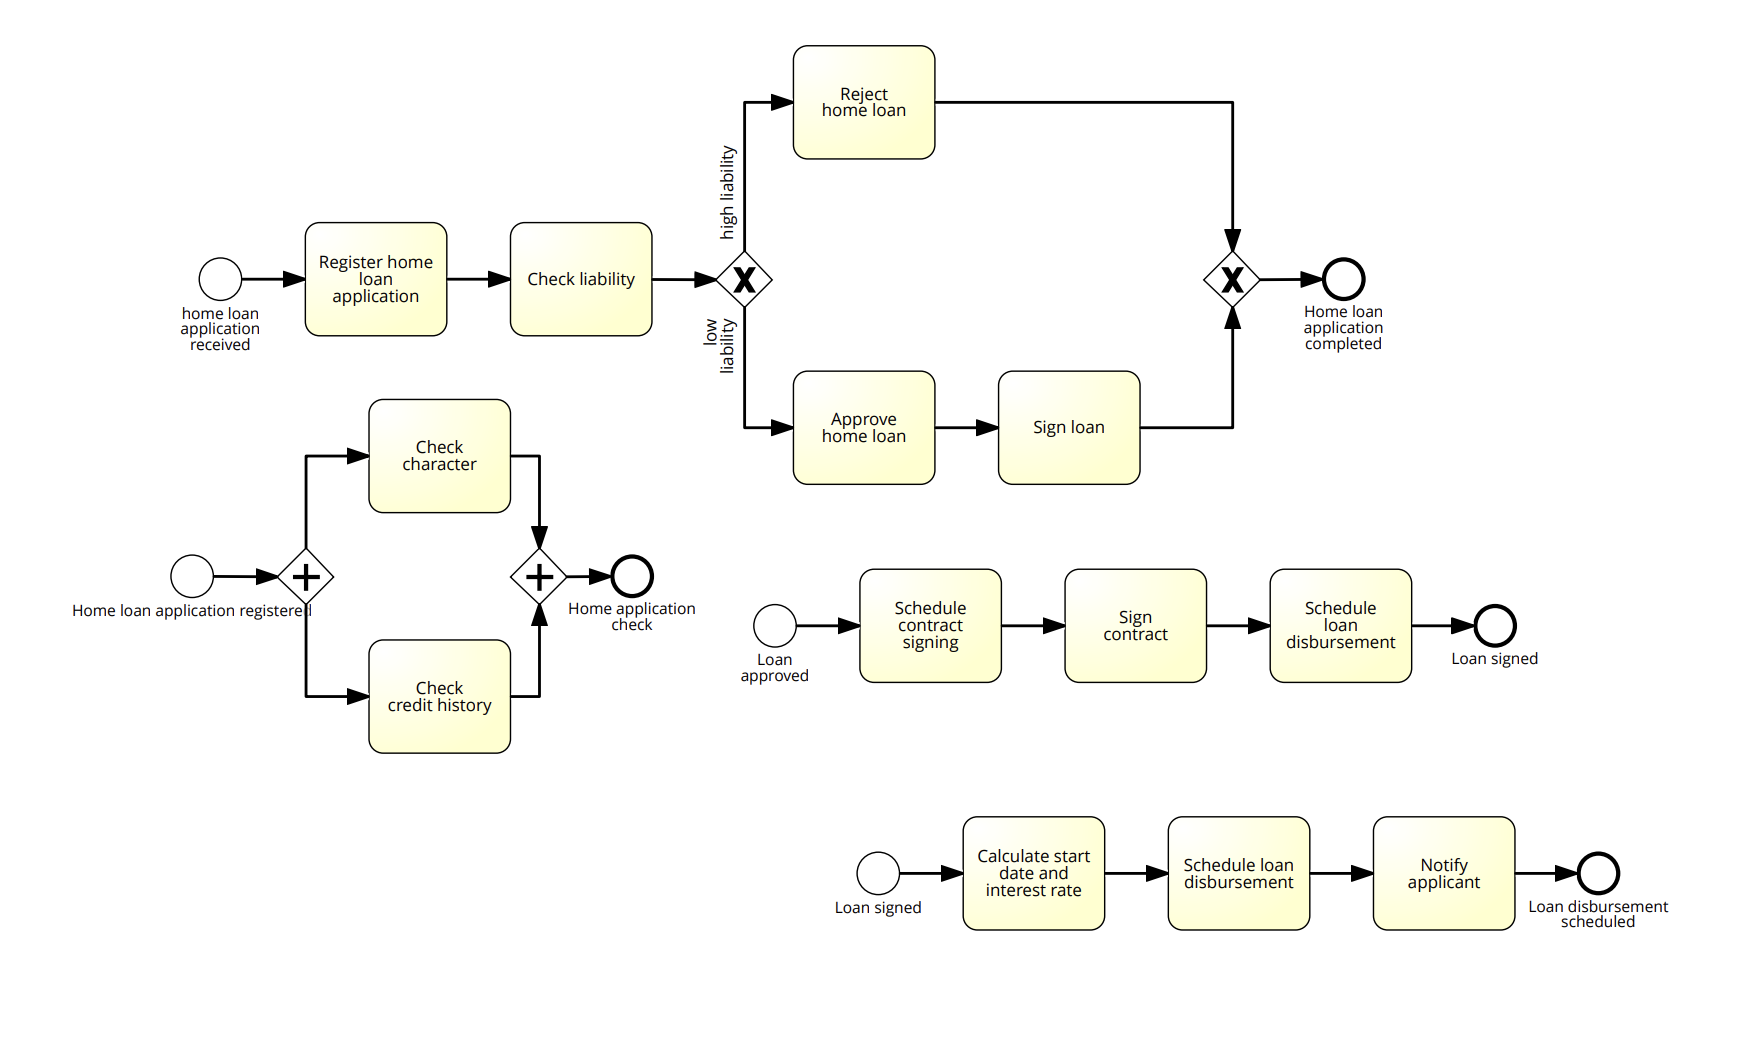 Reject
home loan
high liability
Register home
loan
application
Check liability
home loan
application
received
low
liability
Home loan
application
completed
Approve
home loan
Sign loan
Check
character
Home loan application registered
Home application
check
Check
credit history
Loan
approved
Schedule
contract
signing
Sign
contract
Schedule
loan
disbursement
Loan signed
Loan signed
Calculate start
date and
interest rate
Schedule loan
disbursement
Notify
applicant
Loan disbursement
scheduled